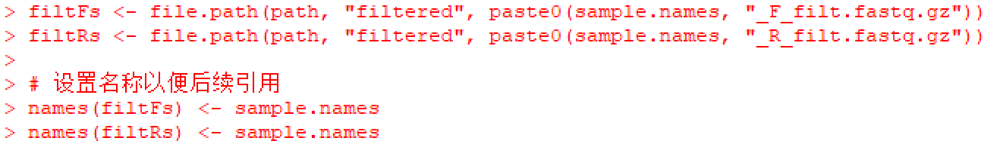 > filtFs <- file.path(path, "filtered", paste0(sample.names, "_F_filt.fastq.gz"))
> filtRs <- file.path(path, "filtered", paste0(sample.names, "_R_filt.fastq.gz"))
>
> # 设置名称以便后续引用
> names(filtFs) <- sample.names
> names(filtRs) <- sample.names